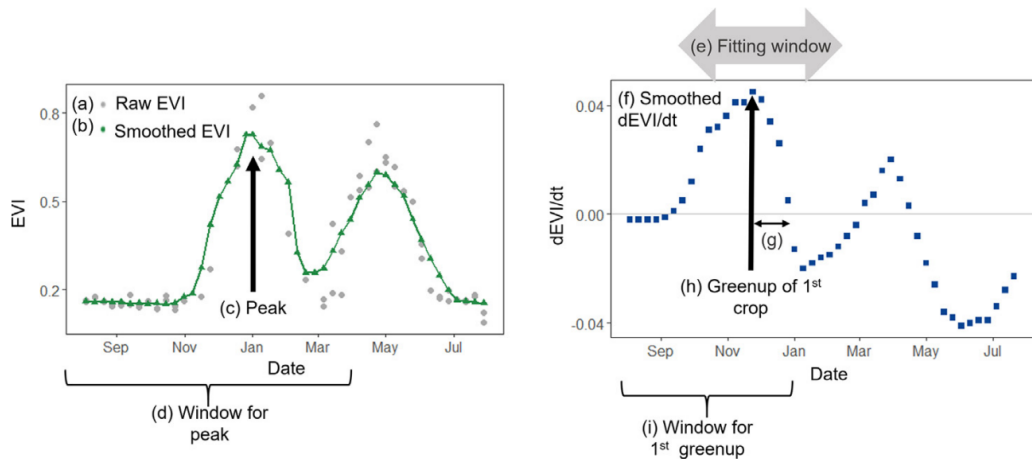 (a) Raw EVI
(b) Smoothed EVI
0.8
0.5
0.2
EVI
(c) Peak
Sep Nov Jan Mar May Jul
Date
(d) Window for
peak
(e) Fitting window
(f) Smoothed
dEVI/dt
0.04
0.00
-0.04
dEVI/dt
(g)
(h) Greenup of 1st
crop
Sep Nov Jan Mar May Jul
Date
(i) Window for
1st greenup